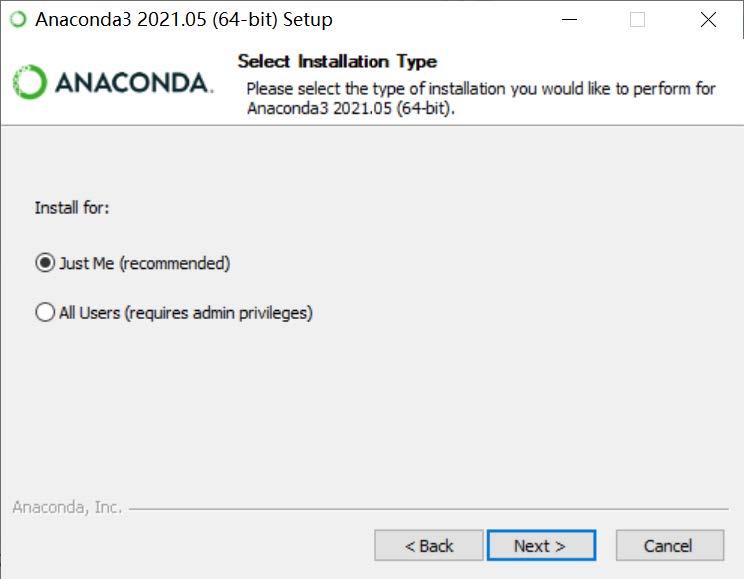 Anaconda3 2021.05 (64-bit) Setup
ANACONDA.
Select Installation Type
Please select the type of installation you would like to perform for
Anaconda3 2021.05 (64-bit).
Install for:
Just Me (recommended)
All Users (requires admin privileges)
Anaconda, Inc.
< Back
Next >
Cancel